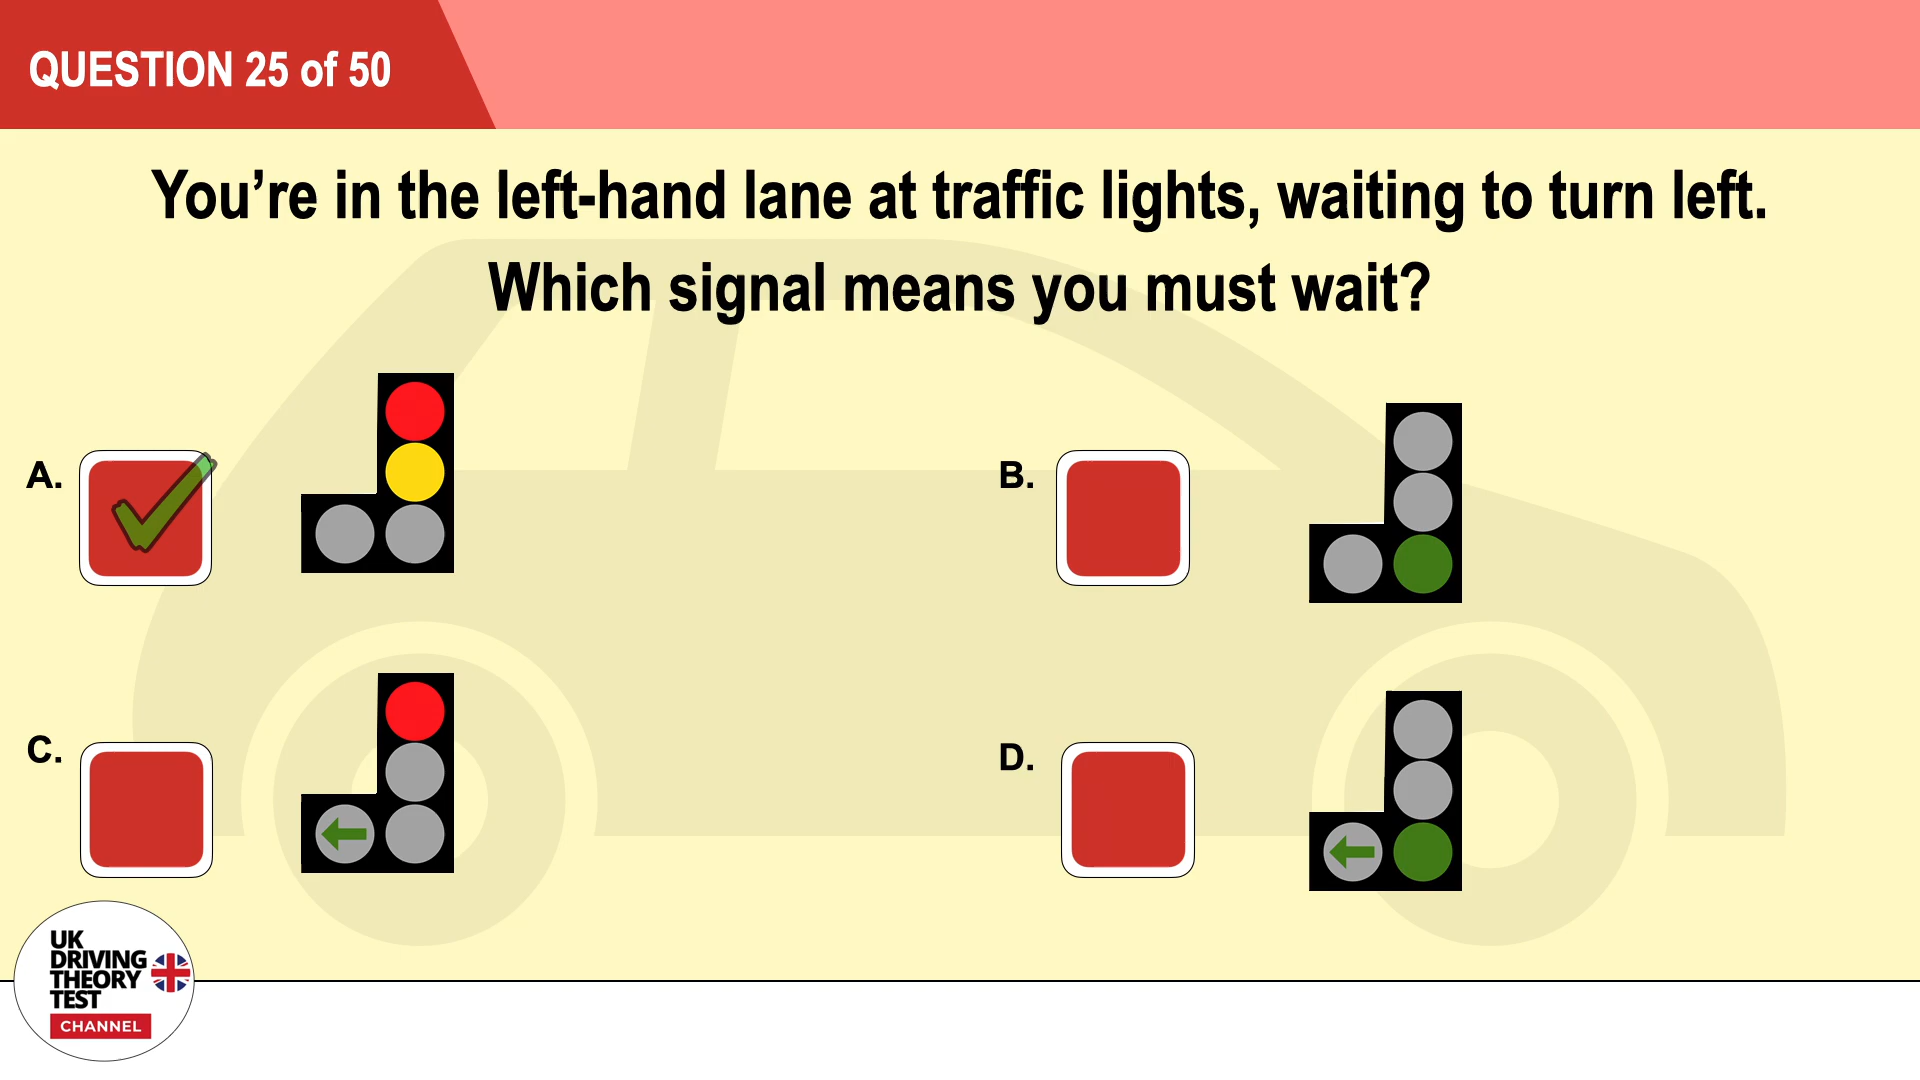 QUESTION 25 of 50
You’re in the left-hand lane at traffic lights, waiting to turn left.
Which signal means you must wait?
A.
B.
C.
D.
UK
DRIVING
THEORY
TEST
CHANNEL